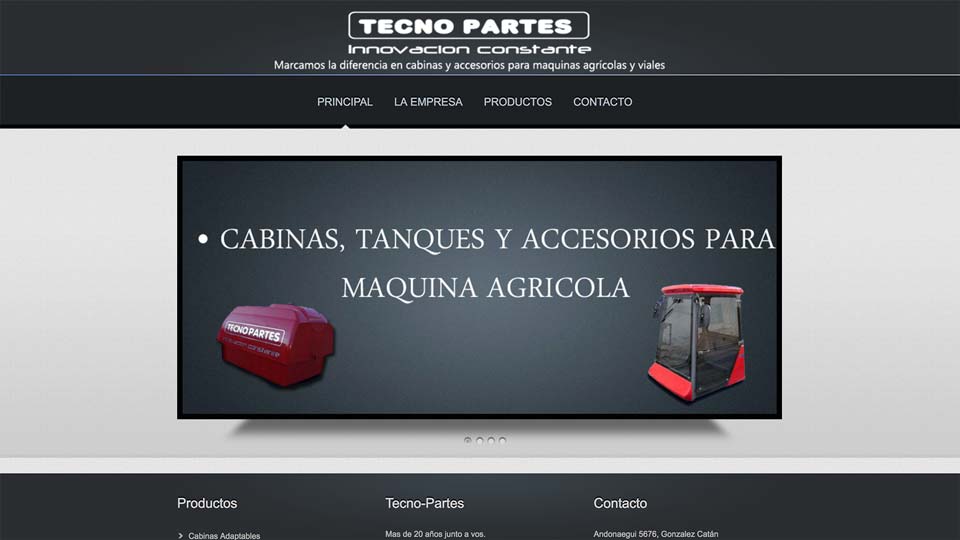 TECNO PARTES
Innovacion constante
Marcamos la diferencia en cabinas y accesorios para maquinas agrícolas y viales
PRINCIPAL LA EMPRESA PRODUCTOS CONTACTO
• CABINAS, TANQUES Y ACCESORIOS PARA
MAQUINA AGRICOLA
TECNO PARTES
Innovacion constante
Productos Tecno-Partes Contacto
Cabinas Adaptables Mas de 20 años junto a vos. Andonaegui 5676, Gonzalez Catán